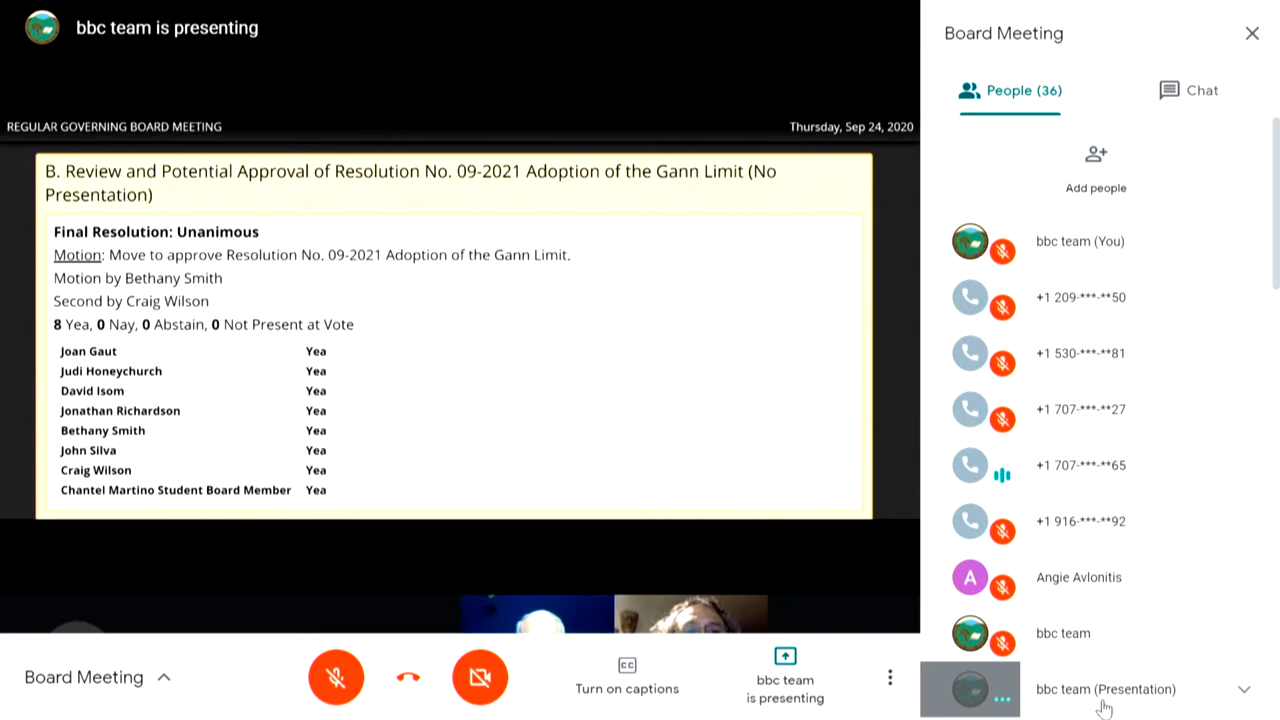 bbc team is presenting
REGULAR GOVERNING BOARD MEETING
Thursday, Sep 24, 2020
B. Review and Potential Approval of Resolution No. 09-2021 Adoption of the Gann Limit (No
Presentation)
Final Resolution: Unanimous
Motion: Move to approve Resolution No. 09-2021 Adoption of the Gann Limit.
Motion by Bethany Smith
Second by Craig Wilson
8 Yea, 0 Nay, 0 Abstain, 0 Not Present at Vote
Joan Gaut Yea
Judi Honeychurch Yea
David Isom Yea
Jonathan Richardson Yea
Bethany Smith Yea
John Silva Yea
Craig Wilson Yea
Chantel Martino Student Board Member Yea
Board Meeting
Turn on captions
bbc team
is presenting
Board Meeting
People (36)
Chat
Add people
bbc team (You)
+1 209-***-**50
+1 530-***-**81
+1 707-***-**27
+1 707-***-**65
+1 916-***-**92
A
Angie Avlonitis
bbc team
bbc team (Presentation)